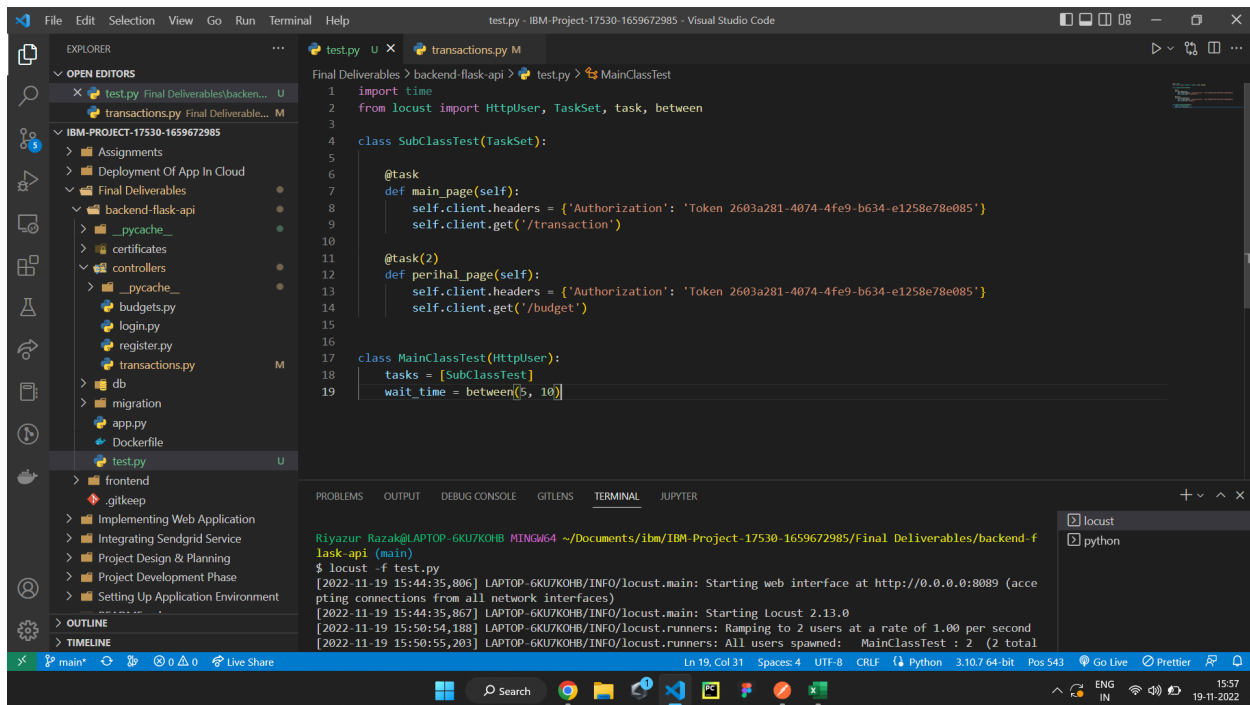 File Edit Selection View Go Run Terminal Help
test.py - IBM-Project-17530-1659672985 - Visual Studio Code
EXPLORER
OPEN EDITORS
test.py Final Deliverables\backen... U
transactions.py Final Deliverable... M
IBM-PROJECT-17530-1659672985
Assignments
Deployment Of App In Cloud
Final Deliverables
backend-flask-api
__pycache__
certificates
controllers
__pycache__
budgets.py
login.py
register.py
transactions.py M
db
migration
app.py
Dockerfile
test.py U
frontend
.gitkeep
Implementing Web Application
Integrating Sendgrid Service
Project Design & Planning
Project Development Phase
Setting Up Application Environment
OUTLINE
TIMELINE
5
test.py U
transactions.py M
Final Deliverables > backend-flask-api > test.py > MainClassTest
1 import time
2 from locust import HttpUser, TaskSet, task, between
3
4 class SubClassTest(TaskSet):
5
6 @task
7 def main_page(self):
8 self.client.headers = {'Authorization': 'Token 2603a281-4074-4fe9-b634-e1258e78e085'}
9 self.client.get('/transaction')
10
11 @task(2)
12 def perihal_page(self):
13 self.client.headers = {'Authorization': 'Token 2603a281-4074-4fe9-b634-e1258e78e085'}
14 self.client.get('/budget')
15
16
17 class MainClassTest(HttpUser):
18 tasks = [SubClassTest]
19 wait_time = between(5, 10)
PROBLEMS OUTPUT DEBUG CONSOLE GITLENS TERMINAL JUPYTER
Riyazur Razak@LAPTOP-6KU7KOHB MINGW64 ~/Documents/ibm/IBM-Project-17530-1659672985/Final Deliverables/backend-f
lask-api (main)
$ locust -f test.py
[2022-11-19 15:44:35,806] LAPTOP-6KU7KOHB/INFO/locust.main: Starting web interface at http://0.0.0.0:8089 (acce
pting connections from all network interfaces)
[2022-11-19 15:44:35,867] LAPTOP-6KU7KOHB/INFO/locust.main: Starting Locust 2.13.0
[2022-11-19 15:50:54,188] LAPTOP-6KU7KOHB/INFO/locust.runners: Ramping to 2 users at a rate of 1.00 per second
[2022-11-19 15:50:55,203] LAPTOP-6KU7KOHB/INFO/locust.runners: All users spawned: MainClassTest : 2 (2 total
locust
python
main* 0 0 Live Share
Ln 19, Col 31 Spaces: 4 UTF-8 CRLF Python 3.10.7 64-bit Pos 543 Go Live Prettier
Search
1
PC
ENG
IN
15:57
19-11-2022